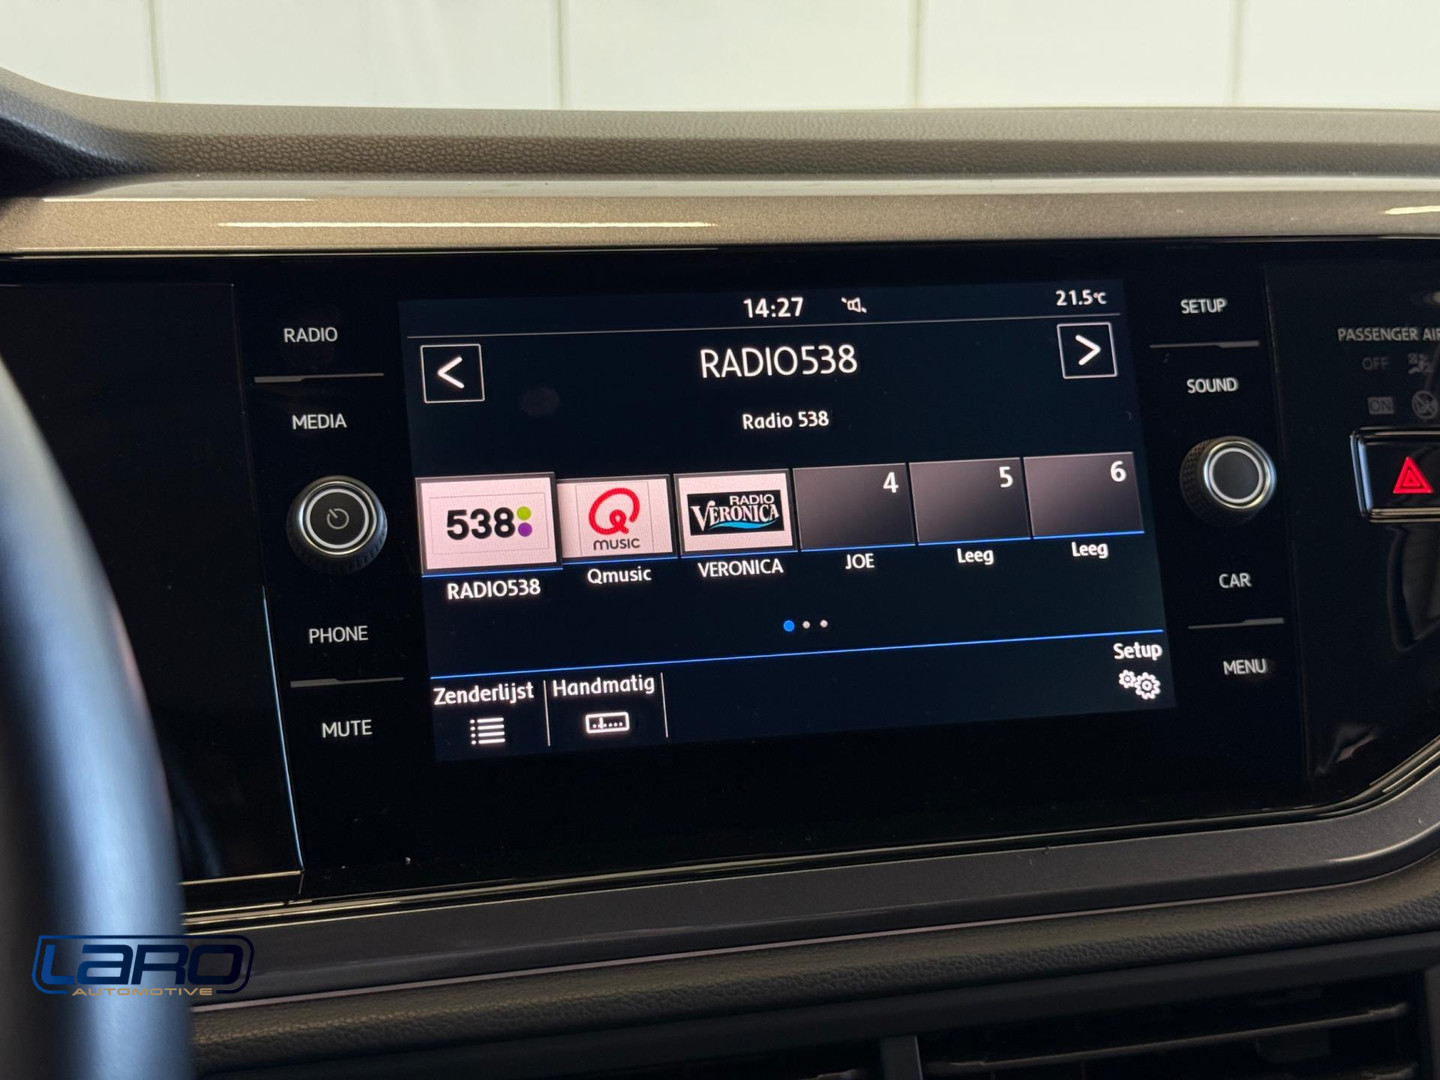 RADIO
MEDIA
PHONE
MUTE
14:27
21.5°C
RADIO538
Radio 538
538
Q
MUSIC
RADIO
VERONICA
4
5
6
RADIO538
Qmusic
VERONICA
JOE
Leeg
Leeg
Zenderlijst
Handmatig
Setup
SETUP
SOUND
CAR
MENU
PASSENGER AIR
OFF
ON
LARO
AUTOMOTIVE